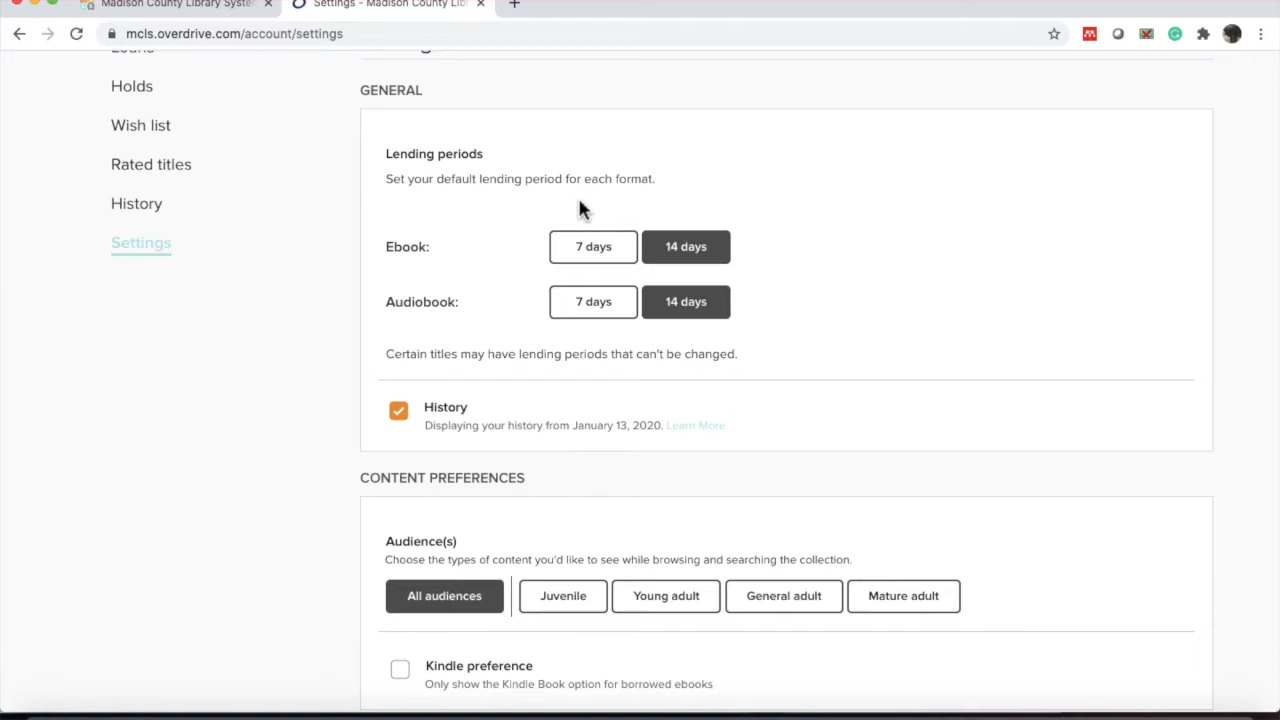 Madison County Library System
Settings - Madison County Lib
mcls.overdrive.com/account/settings
Loans
Holds
Wish list
Rated titles
History
Settings
GENERAL
Lending periods
Set your default lending period for each format.
Ebook: 7 days 14 days
Audiobook: 7 days 14 days
Certain titles may have lending periods that can't be changed.
History
Displaying your history from January 13, 2020. Learn More
CONTENT PREFERENCES
Audience(s)
Choose the types of content you'd like to see while browsing and searching the collection.
All audiences Juvenile Young adult General adult Mature adult
Kindle preference
Only show the Kindle Book option for borrowed ebooks